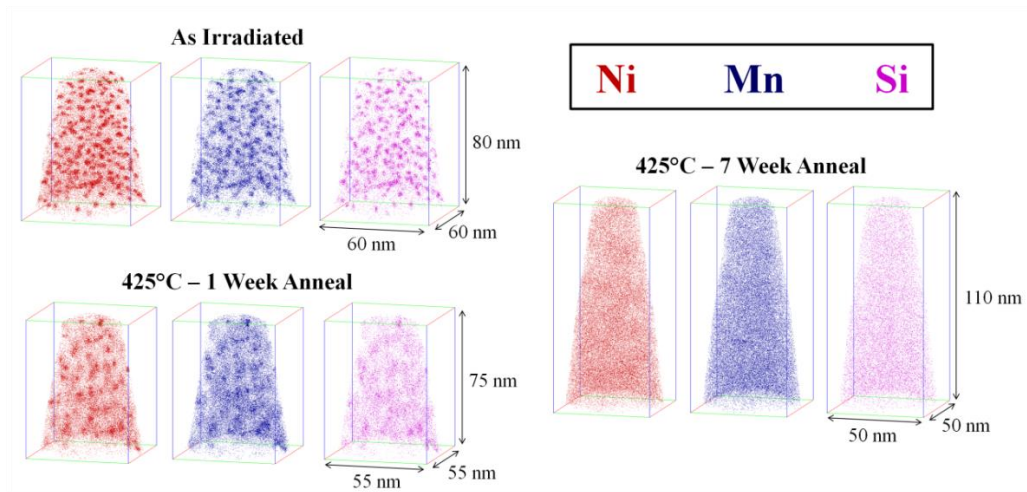 As Irradiated
80 nm
60 nm
60 nm
425°C – 1 Week Anneal
75 nm
55 nm
55 nm
Ni Mn Si
425°C – 7 Week Anneal
110 nm
50 nm
50 nm